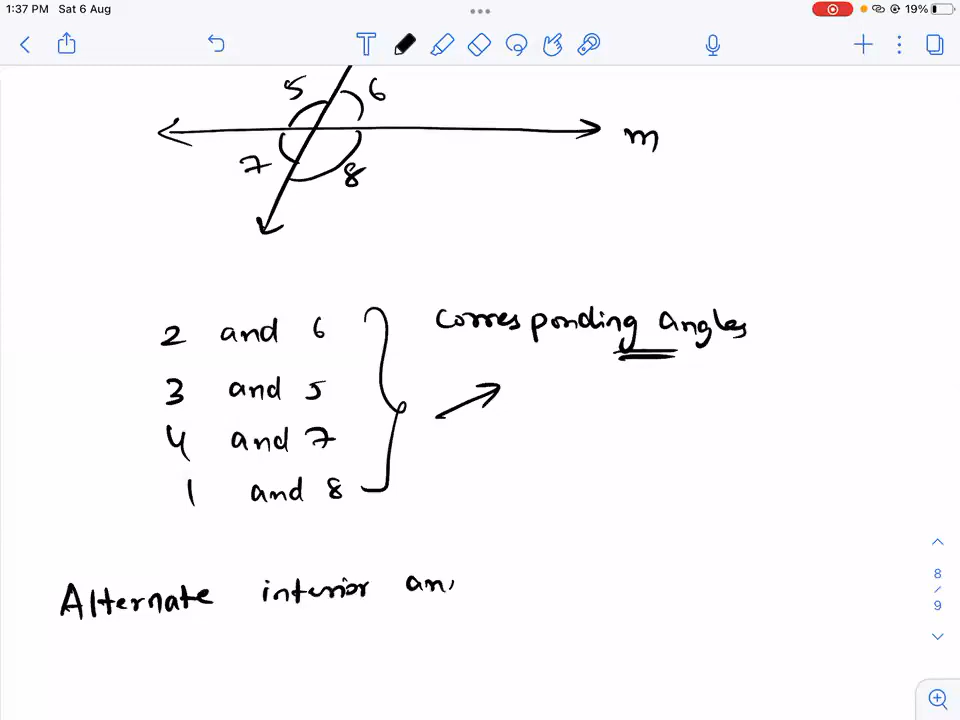 1:37 PM Sat 6 Aug 19%
T
5 6
m
7 8
2 and 6 corresponding angles
3 and 5
4 and 7
1 and 8
Alternate interior an
8
/
9